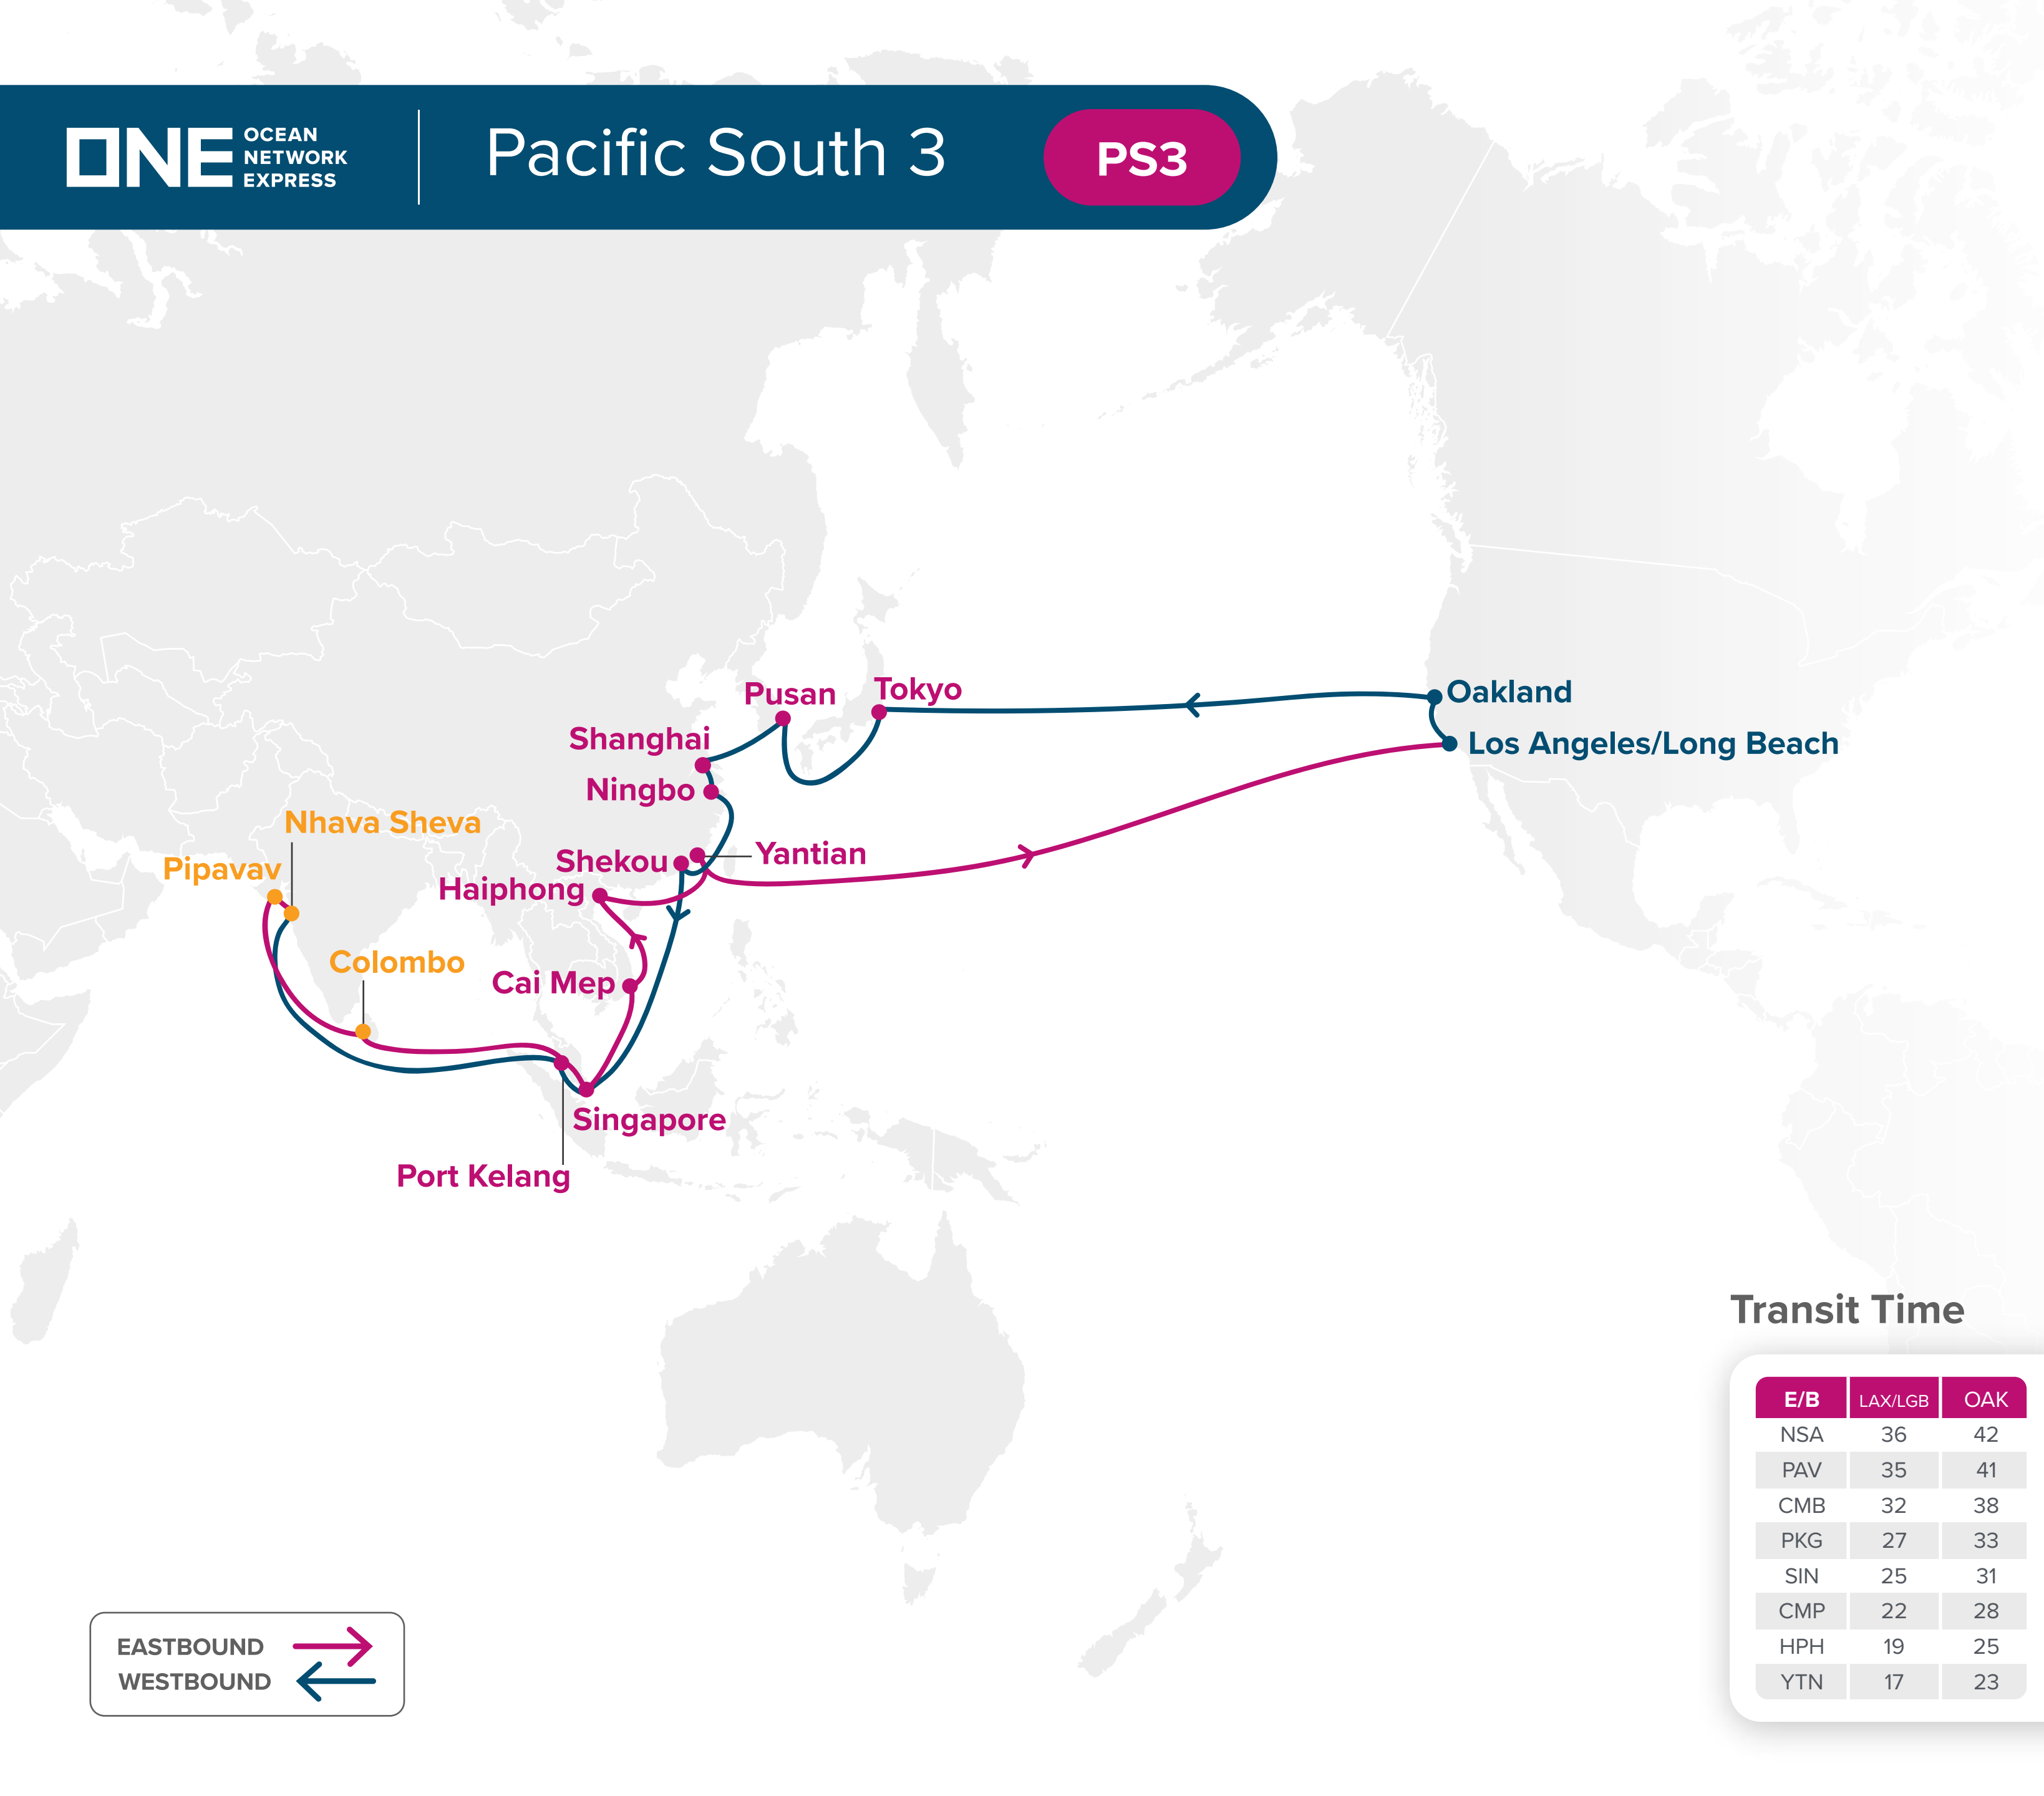 ONE
OCEAN
NETWORK
EXPRESS
Pacific South 3
PS3
Pusan
Tokyo
Oakland
Shanghai
Los Angeles/Long Beach
Ningbo
Nhava Sheva
Shekou
Yantian
Pipavav
Haiphong
Colombo
Cai Mep
Singapore
Port Kelang
Transit Time
E/B LAX/LGB OAK
NSA 36 42
PAV 35 41
CMB 32 38
PKG 27 33
SIN 25 31
CMP 22 28
HPH 19 25
YTN 17 23
EASTBOUND
WESTBOUND